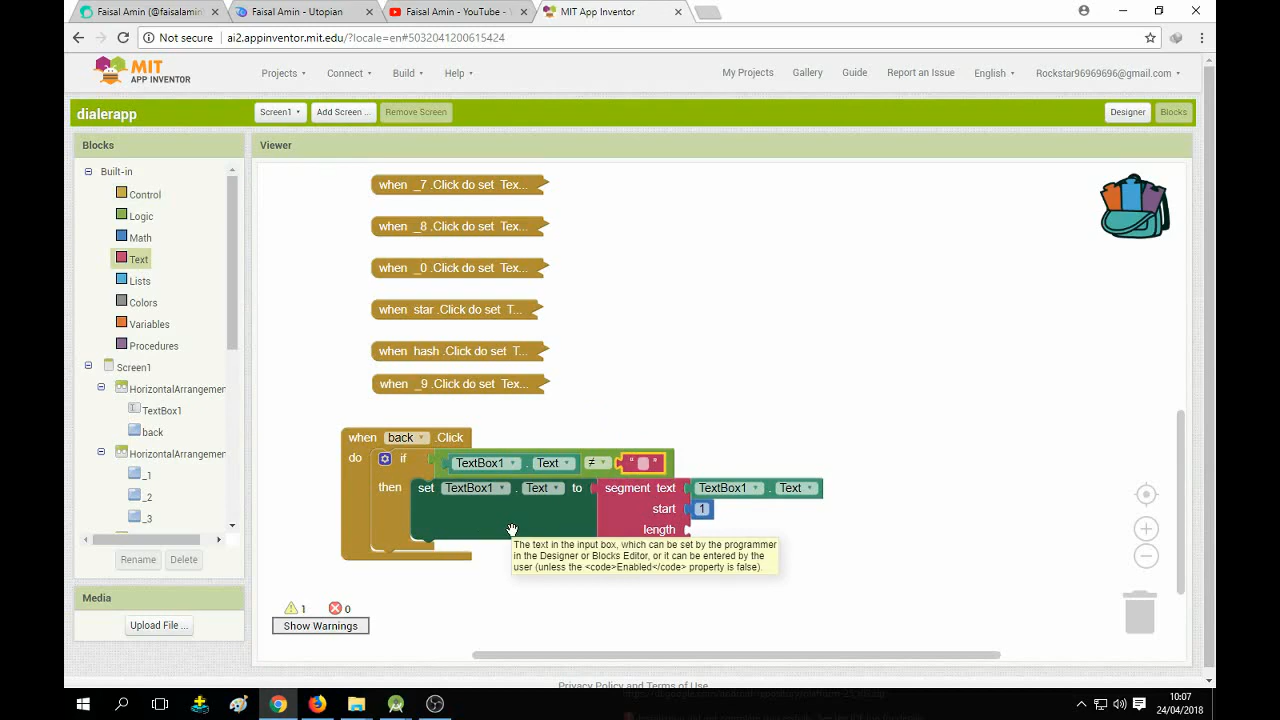 Faisal Amin (@faisalamin
Faisal Amin - Utopian
Faisal Amin - YouTube -
MIT App Inventor
Not secure
ai2.appinventor.mit.edu/?locale=en#5032041200615424
MIT
APP INVENTOR
Projects
Connect
Build
Help
My Projects
Gallery
Guide
Report an Issue
English
Rockstar96969696@gmail.com
dialerapp
Screen1
Add Screen ...
Remove Screen
Designer
Blocks
Blocks
Viewer
Built-in
Control
Logic
Math
Text
Lists
Colors
Variables
Procedures
Screen1
HorizontalArrangemen
TextBox1
back
HorizontalArrangemen
_1
_2
_3
Rename
Delete
Media
Upload File ...
when _7 .Click do set Tex...
when _8 .Click do set Tex...
when _0 .Click do set Tex...
when star .Click do set T...
when hash .Click do set T...
when _9 .Click do set Tex...
when back .Click
do if TextBox1 . Text ≠ " "
then set TextBox1 . Text to segment text TextBox1 . Text
start 1
length
The text in the input box, which can be set by the programmer
in the Designer or Blocks Editor, or it can be entered by the
user (unless the <code>Enabled</code> property is false).
1 0
Show Warnings
Privacy Policy and Terms of Use
10:07
24/04/2018